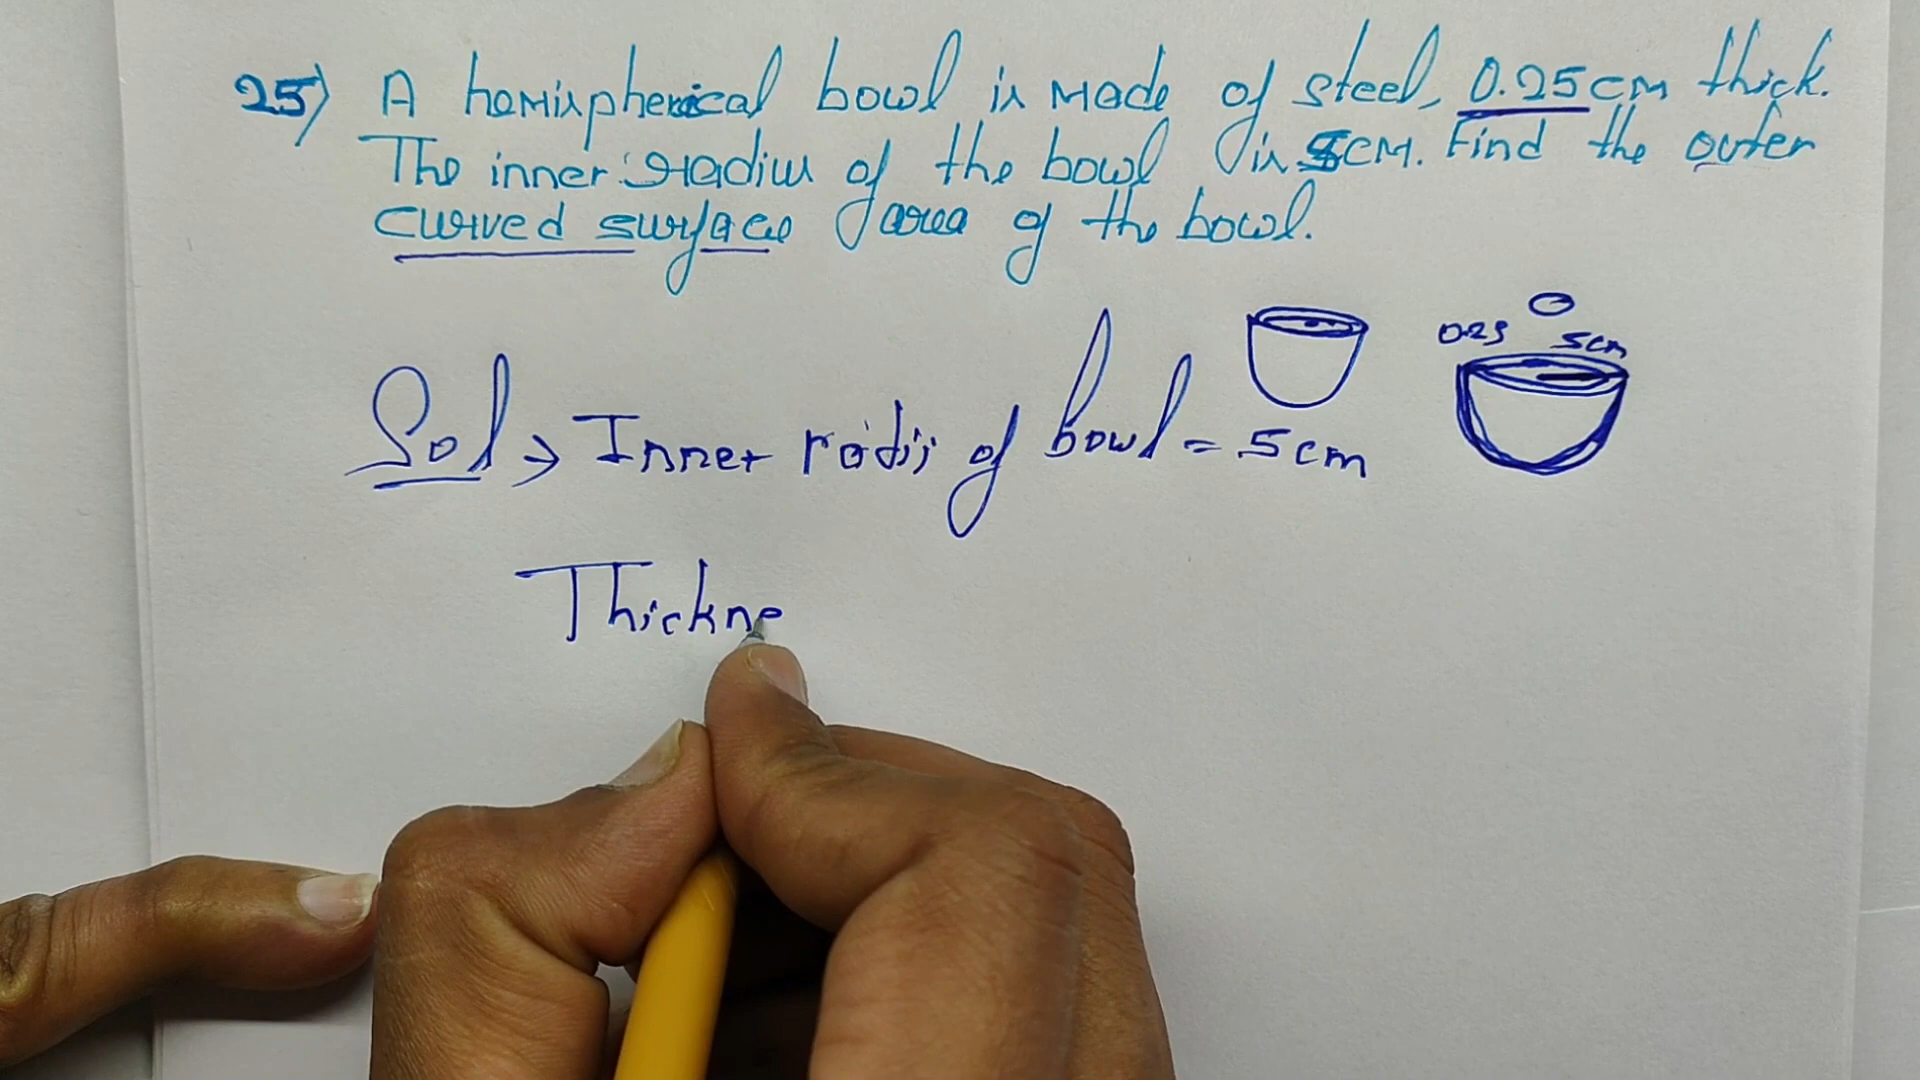 25) A hemispherical bowl is made of steel, 0.25cm thick.
The inner radius of the bowl is 5cm. Find the outer
curved surface area of the bowl.
0.25 5cm
Sol → Inner radii of bowl = 5cm
Thickne